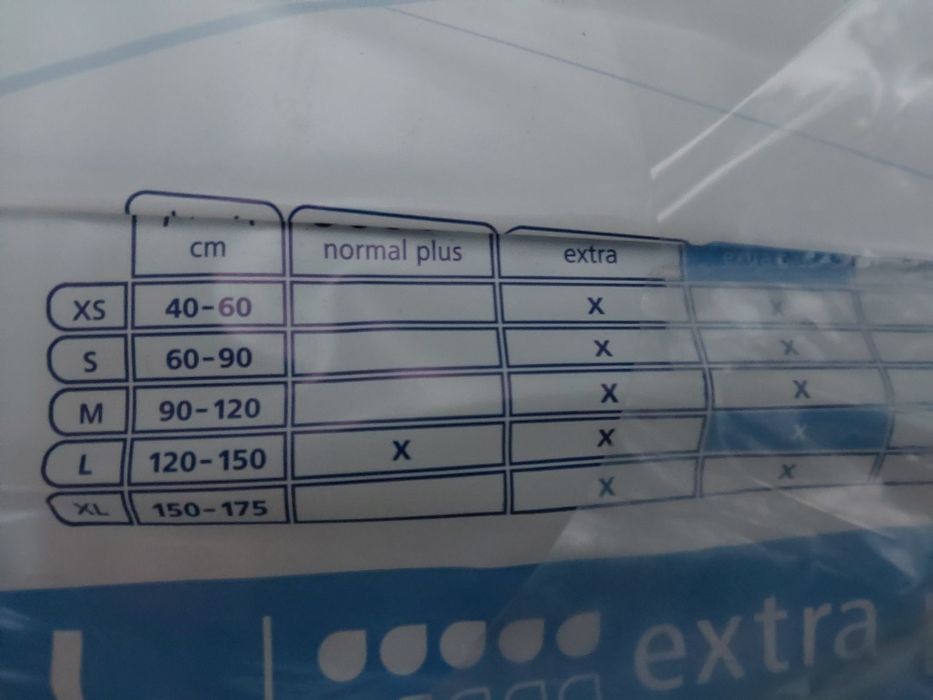 cm normal plus extra
XS 40-60 X X
S 60-90 X X
M 90-120 X X
L 120-150 X X X
XL 150-175 X X
L extra